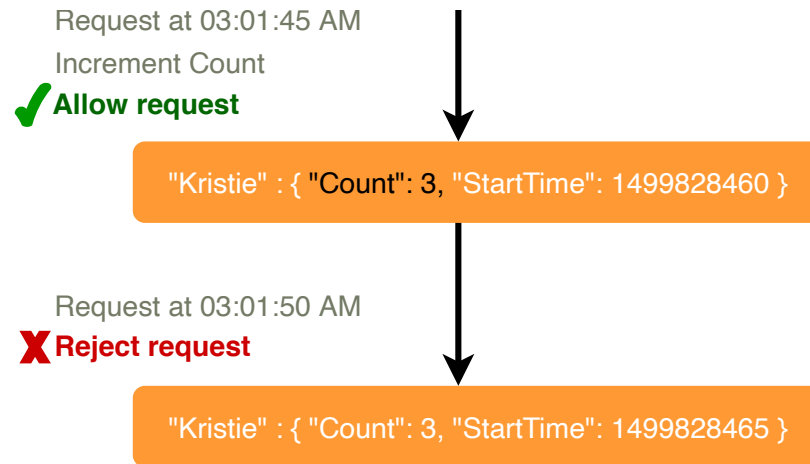 Request at 03:01:45 AM
Increment Count
Allow request
"Kristie" : { "Count": 3, "StartTime": 1499828460 }
Request at 03:01:50 AM
Reject request
"Kristie" : { "Count": 3, "StartTime": 1499828465 }